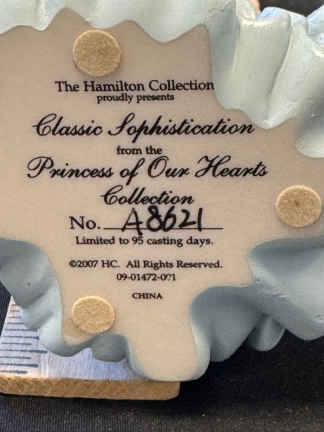 The Hamilton Collection
proudly presents
Classic Sophistication
from the
Princess of Our Hearts
Collection
No. A8621
Limited to 95 casting days.
©2007 HC. All Rights Reserved.
09-01472-001
CHINA